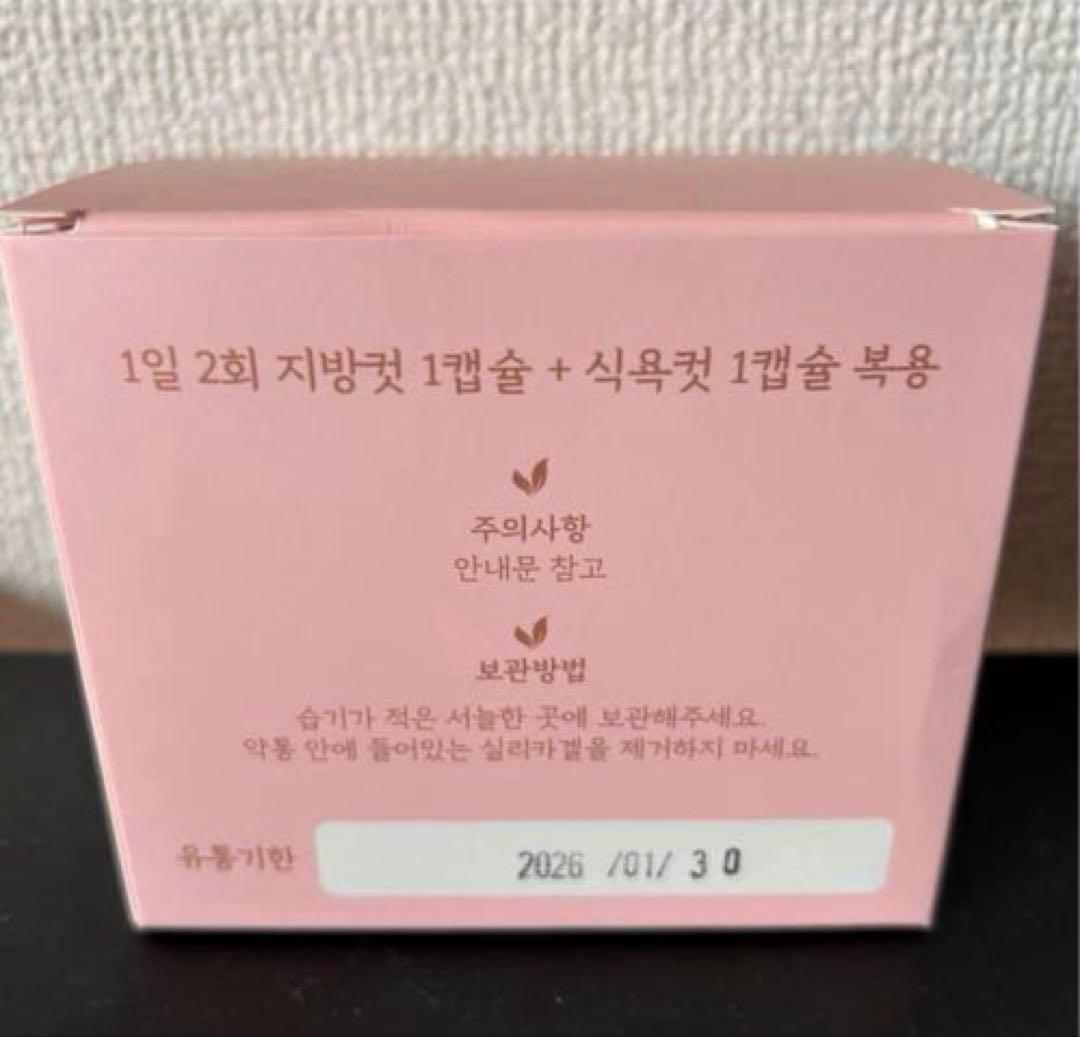 1일 2회 지방컷 1캡슐 + 식욕컷 1캡슐 복용
주의사항
안내문 참고
보관방법
습기가 적은 서늘한 곳에 보관해주세요.
약통 안에 들어있는 실리카겔을 제거하지 마세요.
유통기한 2026 /01/ 30